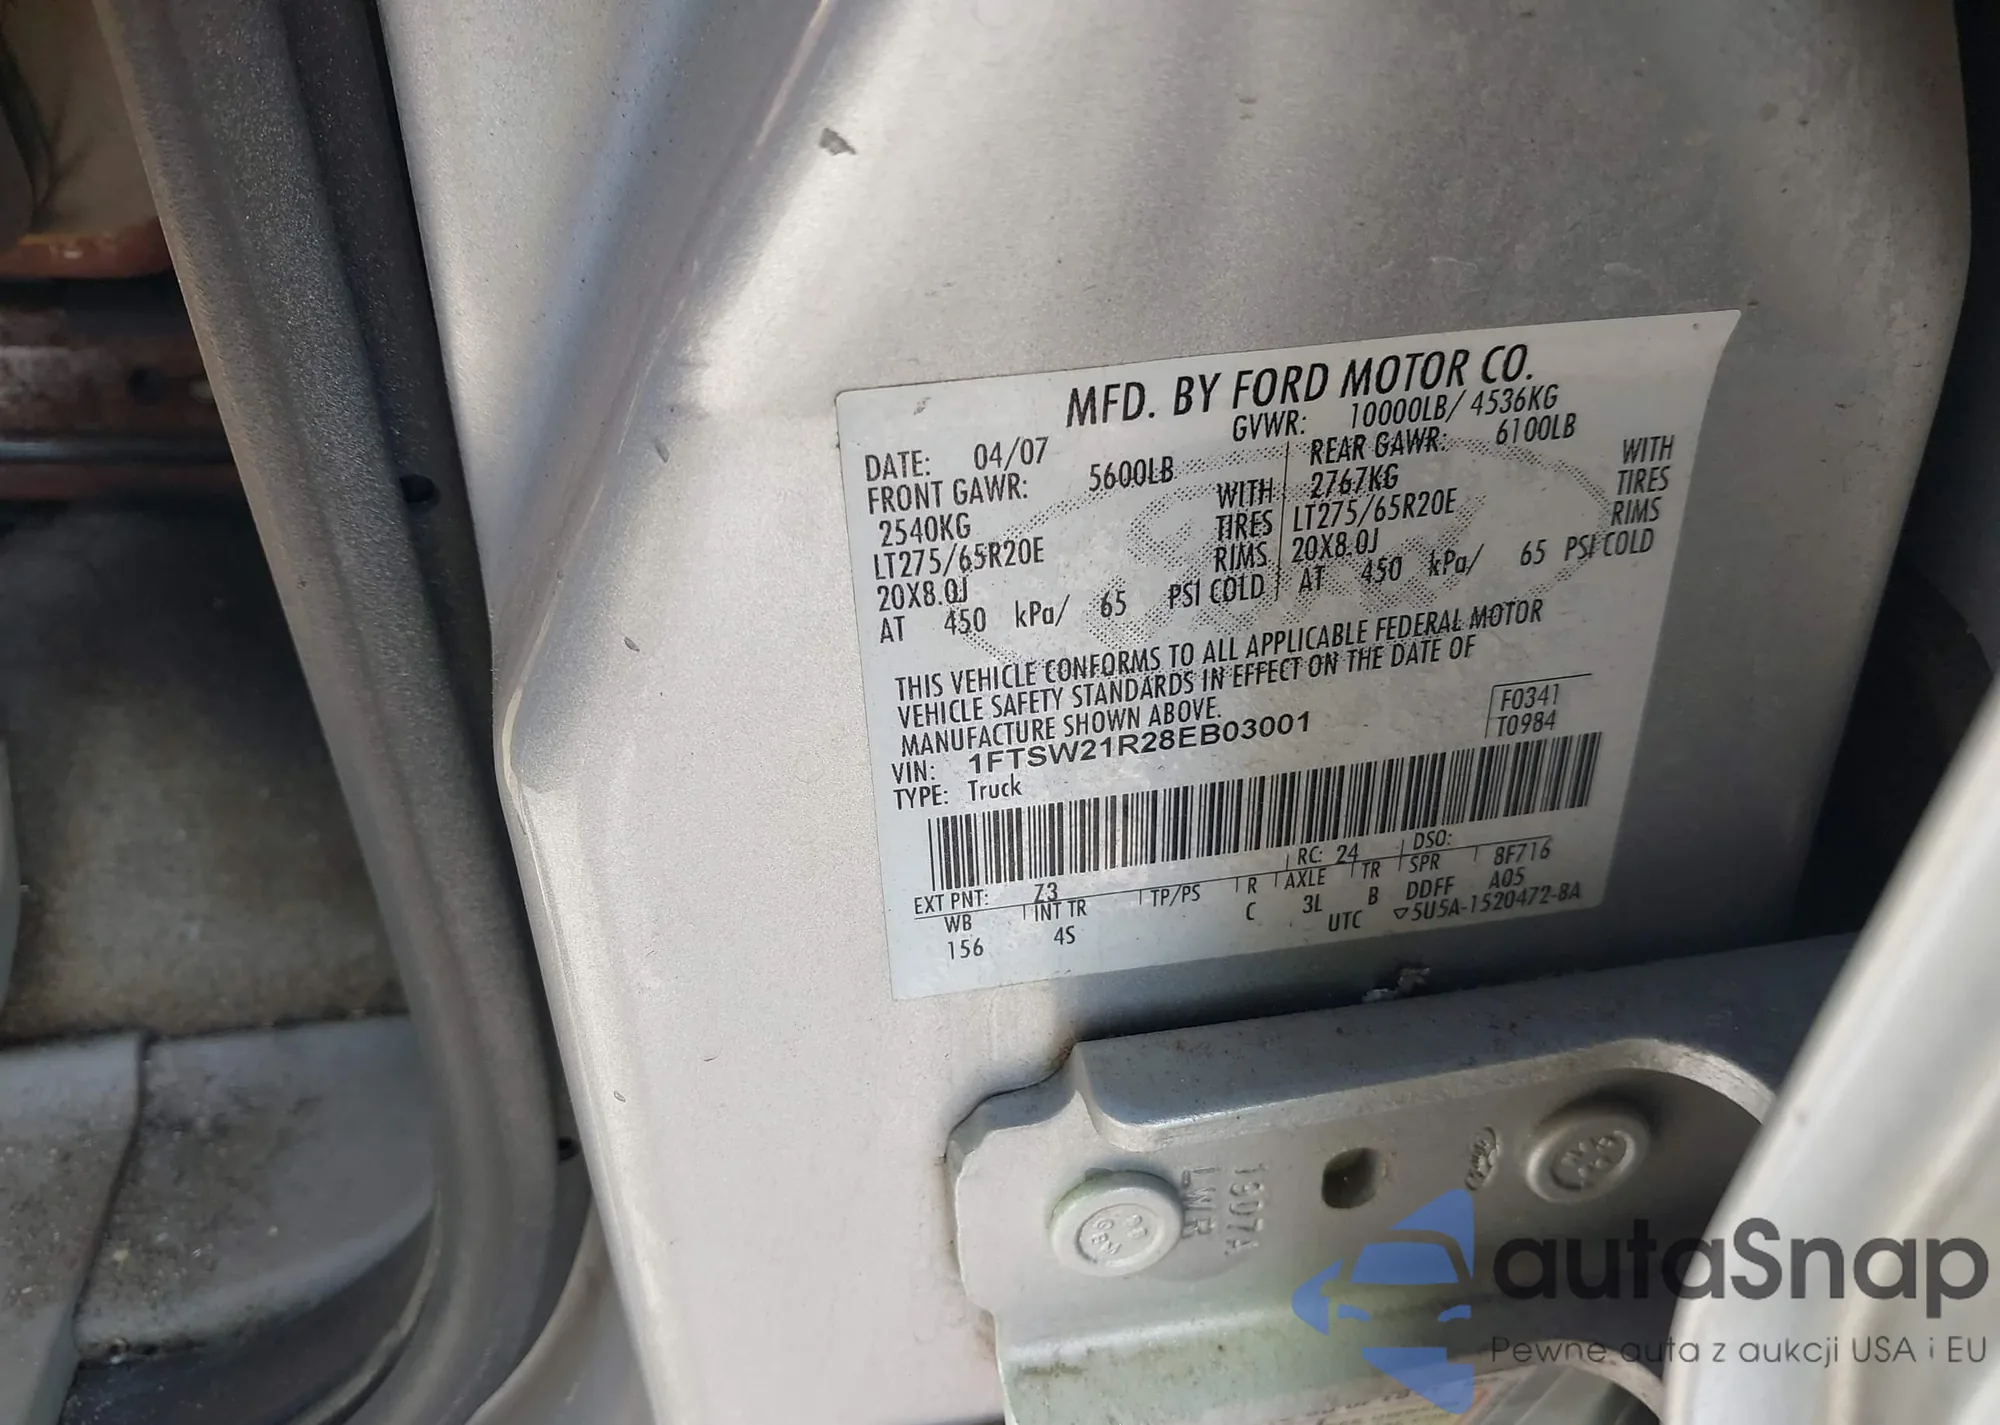 MFD. BY FORD MOTOR CO.
DATE: 04/07 GVWR: 10000LB/ 4536KG
FRONT GAWR: 5600LB REAR GAWR: 6100LB
2540KG WITH 2767KG WITH
LT275/65R20E TIRES LT275/65R20E TIRES
20X8.0J RIMS 20X8.0J RIMS
AT 450 kPa/ 65 PSI COLD AT 450 kPa/ 65 PSI COLD
THIS VEHICLE CONFORMS TO ALL APPLICABLE FEDERAL MOTOR
VEHICLE SAFETY STANDARDS IN EFFECT ON THE DATE OF
MANUFACTURE SHOWN ABOVE.
F0341
T0984
VIN: 1FTSW21R28EB03001
TYPE: Truck
EXT PNT: Z3 RC: 24 DSO:
WB INT TR TP/PS R AXLE TR SPR 8F716
156 4S C 3L B DDFF A05
UTC ▽5U5A-1520472-8A
1807A
LWR
autaSnap
Pewne auta z aukcji USA i EU